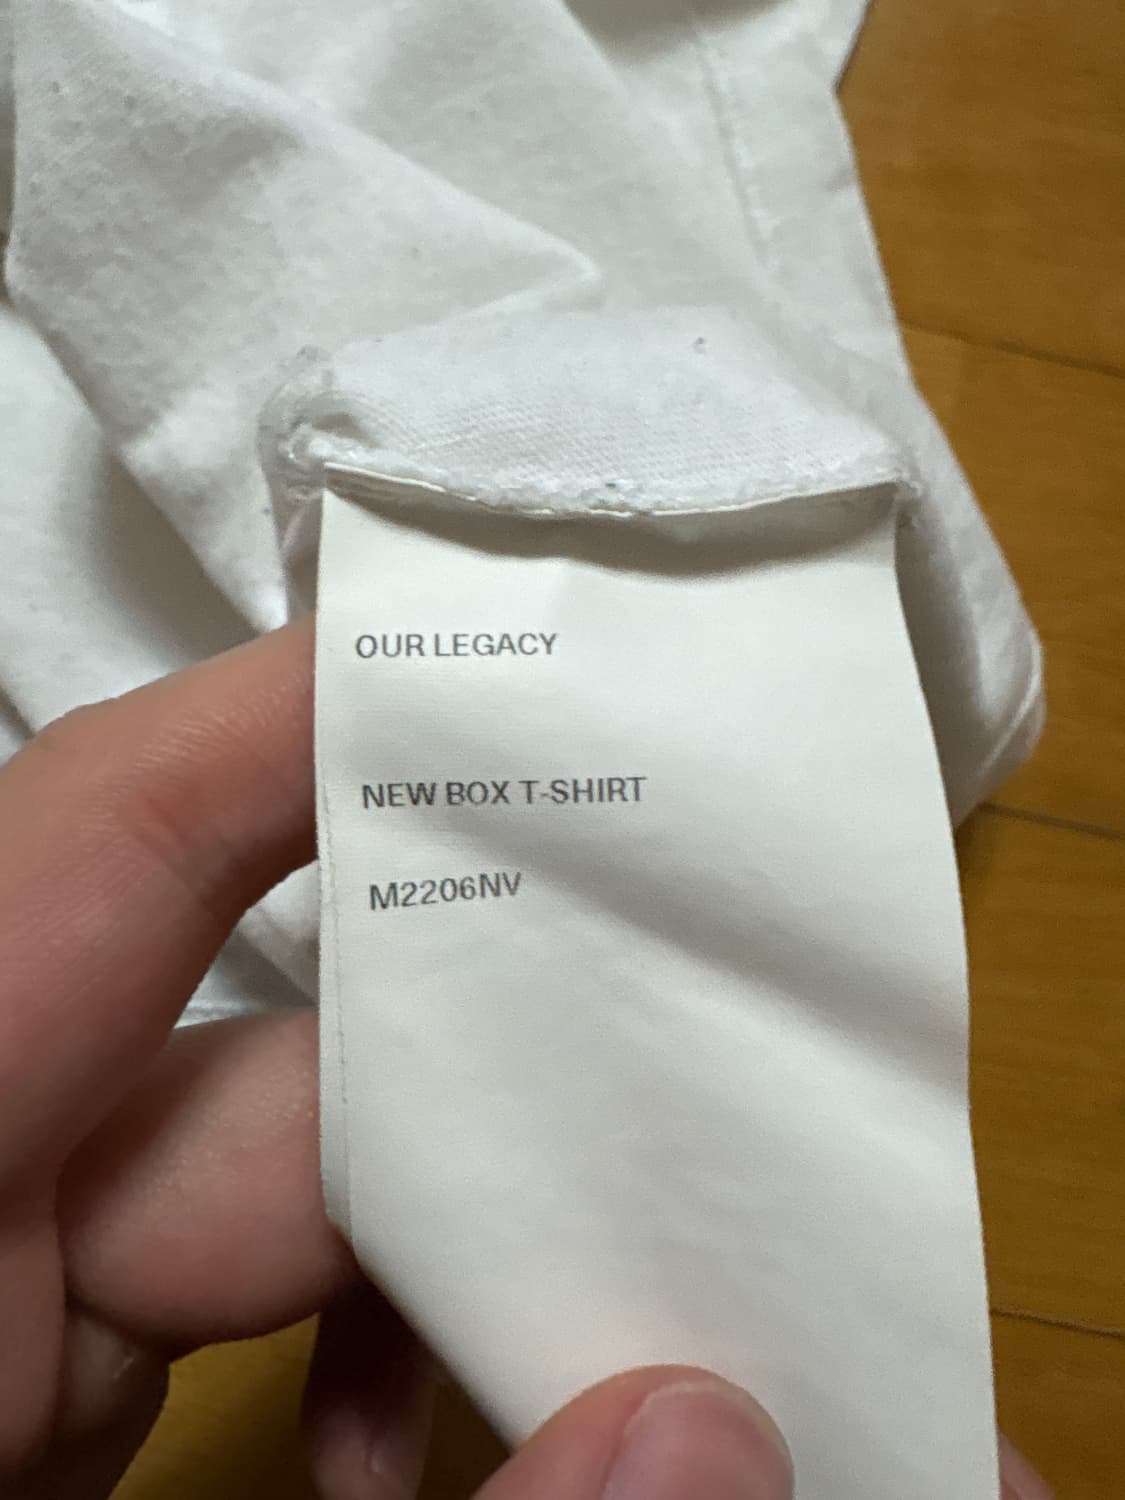 OUR LEGACY
NEW BOX T-SHIRT
M2206NV